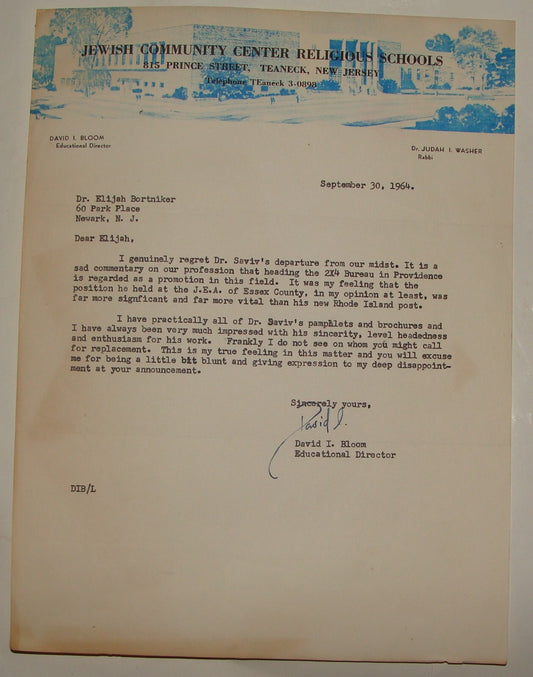 JEWISH COMMUNITY CENTER RELIGIOUS SCHOOLS
815 PRINCE STREET, TEANECK, NEW JERSEY
Telephone TEaneck 3-0898
DAVID I. BLOOM
Educational Director
Dr. JUDAH I. WASHER
Rabbi
September 30, 1964.
Dr. Elijah Bortniker
60 Park Place
Newark, N. J.
Dear Elijah,
I genuinely regret Dr. Saviv's departure from our midst. It is a
sad commentary on our profession that heading the 2X4 Bureau in Providence
is regarded as a promotion in this field. It was my feeling that the
position he held at the J.E.A. of Essex County, in my opinion at least, was
far more signficant and far more vital than his new Rhode Island post.
I have practically all of Dr. Saviv's pamphlets and brochures and
I have always been very much impressed with his sincerity, level headedness
and enthusiasm for his work. Frankly I do not see on whom you might call
for replacement. This is my true feeling in this matter and you will excuse
me for being a little bit blunt and giving expression to my deep disappoint-
ment at your announcement.
Sincerely yours,
David I.
David I. Bloom
Educational Director
DIB/L